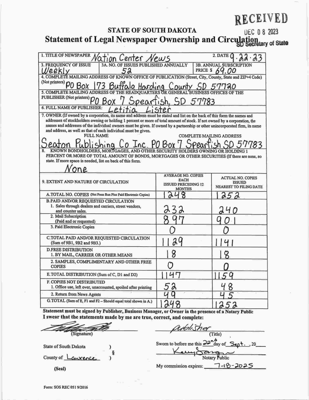 RECEIVED
DEC 08 2023
SD Secretary of State
STATE OF SOUTH DAKOTA
Statement of Legal Newspaper Ownership and Circulation
1. TITLE OF NEWSPAPER Nation Center News 2. DATE 9-22-23
3. FREQUENCY OF ISSUE Weekly
3A. NO. OF ISSUES PUBLISHED ANNUALLY 52
3B. ANNUAL SUBSCRIPTION PRICE $ 69.00
4. COMPLETE MAILING ADDRESS OF KNOWN OFFICE OF PUBLICATION (Street, City, County, State and ZIP+4 Code)
(Not printers) PO Box 173 Buffalo Harding County SD 57720
5. COMPLETE MAILING ADDRESS OF THE HEADQUARTERS OR THE GENERAL BUSINESS OFFICE OF THE
PUBLISHER (Not printer) PO Box 7 Spearfish, SD 57783
6. FULL NAME OF PUBLISHER: Letitia Lister
7. OWNER (If owned by a corporation, its name and address must be stated and list on the back of this form the names and
addresses of stockholders owning or holding 1 percent or more of total amount of stock. If not owned by a corporation, the
names and addresses of the individual owners must be given. If owned by a partnership or other unincorporated firm, its name
and address, as well as that of each individual must be given.
FULL NAME COMPLETE MAILING ADDRESS
Seaton Publishing Co Inc. PO Box 7 Spearfish SD 57783
8. KNOWN BONDHOLDERS, MORTGAGEES, AND OTHER SECURITY HOLDERS OWNING OR HOLDING 1
PERCENT OR MORE OF TOTAL AMOUNT OF BONDS, MORTGAGES OR OTHER SECURITIES (If there are none, so
state. If more space is needed, list on back of this form.
None
9. EXTENT AND NATURE OF CIRCULATION
AVERAGE NO. COPIES EACH ISSUES PRECEDING 12 MONTHS
ACTUAL NO. COPIES ISSUES NEAREST TO FILING DATE
A. TOTAL NO. COPIES (Net Press Run Plus Paid Electronic Copies) 1248 1252
B. PAID AND/OR REQUESTED CIRCULATION
1. Sales through dealers and carriers, street vendors, and counter sales. 232 240
2. Mail Subscription (Paid and/or requested) 897 901
3. Paid Electronic Copies 0 0
C. TOTAL PAID AND/OR REQUESTED CIRCULATION (Sum of 9B1, 9B2 and 9B3.) 1129 1141
D. FREE DISTRIBUTION
1. BY MAIL, CARRIER OR OTHER MEANS 18 18
2. SAMPLES, COMPLIMENTARY AND OTHER FREE COPIES 0 0
E. TOTAL DISTRIBUTION (Sum of C, D1 and D2) 1147 1159
F. COPIES NOT DISTRIBUTED
1. Office use, left over, unaccounted, spoiled after printing 52 48
2. Return from News Agents 49 45
G. TOTAL (Sum of E, F1 and F2 - Should equal total shown in A.) 1248 1252
Statement must be signed by Publisher, Business Manager, or Owner in the presence of a Notary Public
I swear that the statements made by me are true, correct, and complete:
(Signature) publisher (Title)
State of South Dakota )
County of Lawrence ) §
Sworn to before me this 22nd day of Sept. , 20
Notary Public
(Seal) My commission expires: 7-18-2025
Form: SOS REC 051 9/2016